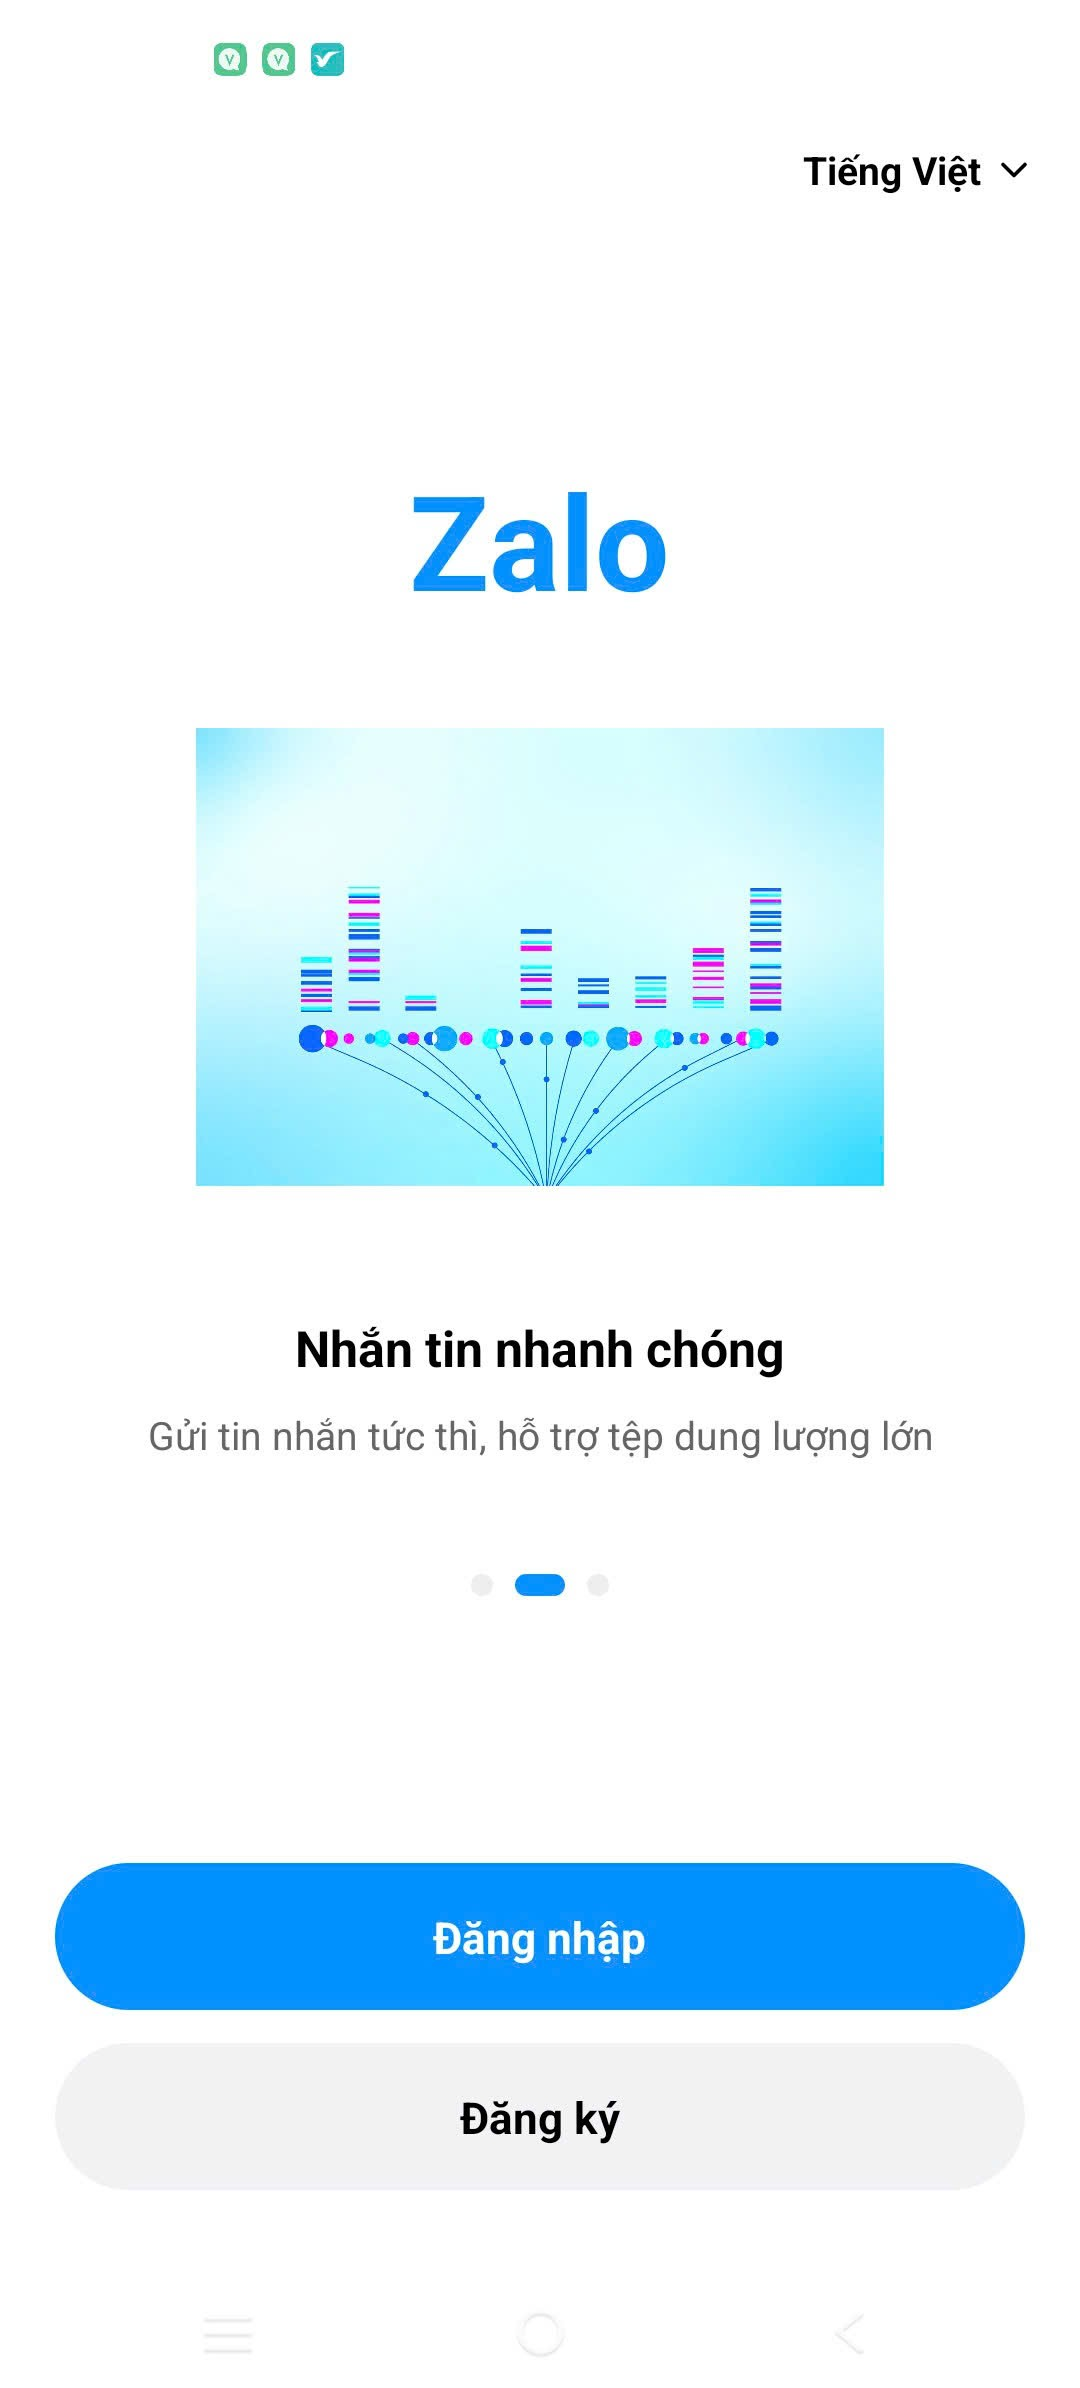 Tiếng Việt
Zalo
Nhắn tin nhanh chóng
Gửi tin nhắn tức thì, hỗ trợ tệp dung lượng lớn
Đăng nhập
Đăng ký